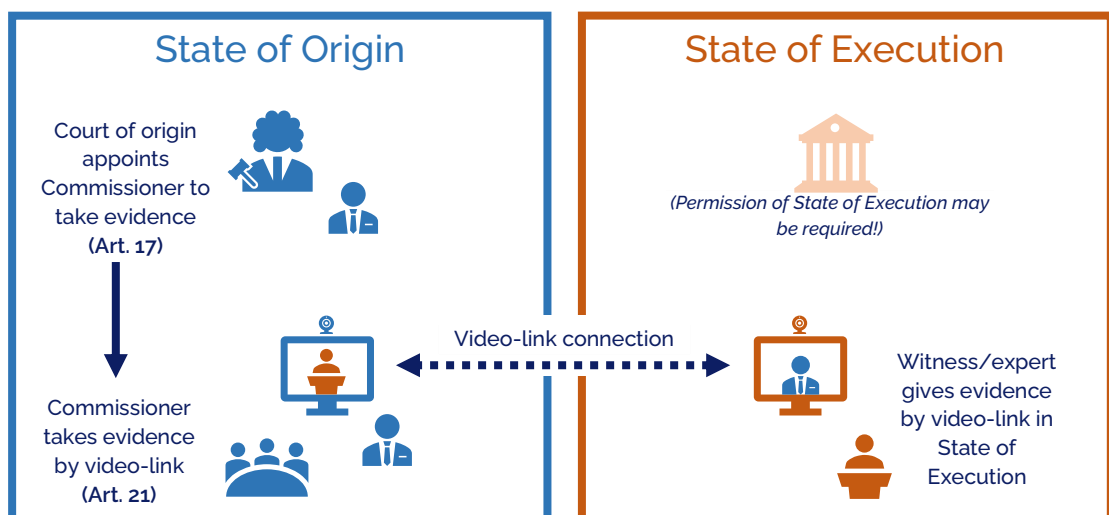 State of Origin
Court of origin
appoints
Commissioner to
take evidence
(Art. 17)
Commissioner
takes evidence
by video-link
(Art. 21)
Video-link connection
State of Execution
(Permission of State of Execution may
be required!)
Witness/expert
gives evidence
by video-link in
State of
Execution